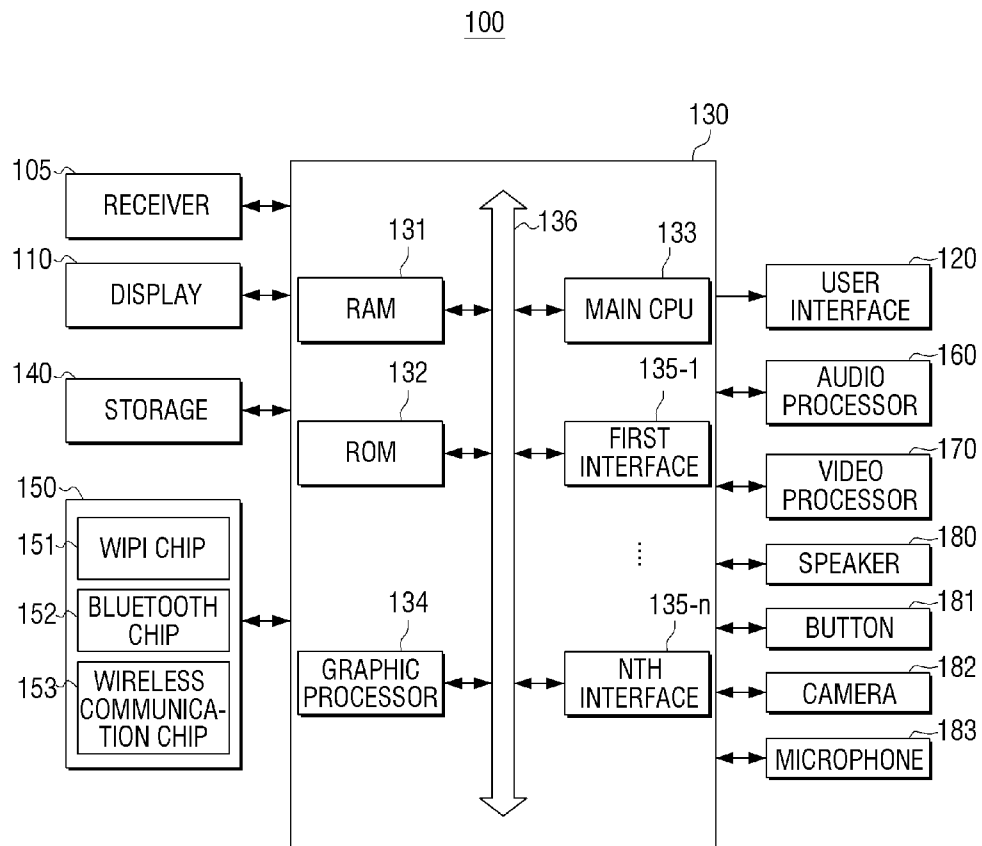 100
130
105
RECEIVER
110
DISPLAY
140
STORAGE
150
151
WIPI CHIP
152
BLUETOOTH
CHIP
153
WIRELESS
COMMUNICA-
TION CHIP
136
131
RAM
132
ROM
134
GRAPHIC
PROCESSOR
133
MAIN CPU
135-1
FIRST
INTERFACE
135-n
NTH
INTERFACE
120
USER
INTERFACE
160
AUDIO
PROCESSOR
170
VIDEO
PROCESSOR
180
SPEAKER
181
BUTTON
182
CAMERA
183
MICROPHONE